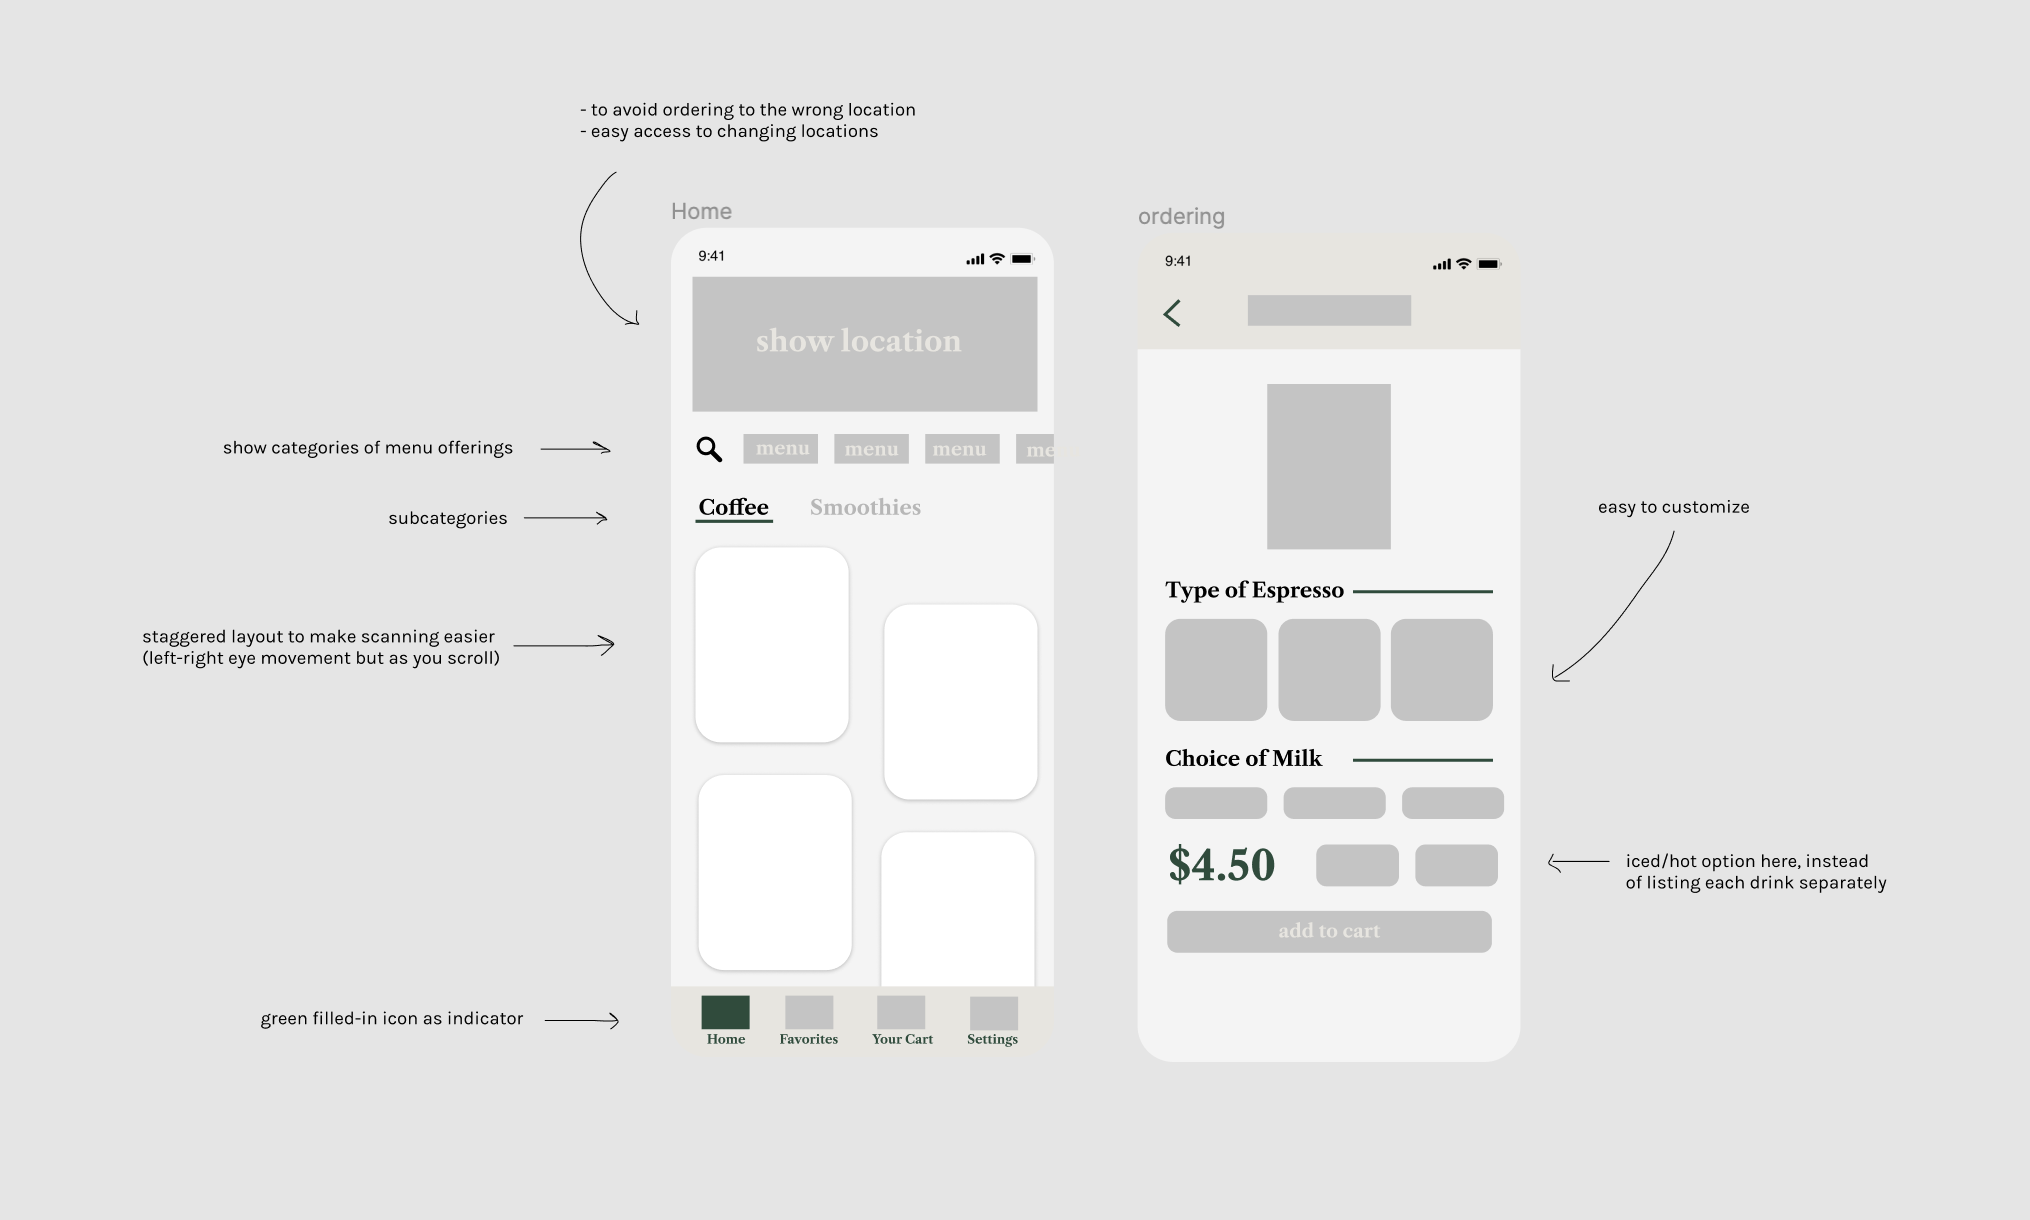 - to avoid ordering to the wrong location
- easy access to changing locations
Home
9:41
show location
show categories of menu offerings
menu
menu
menu
me
subcategories
Coffee
Smoothies
staggered layout to make scanning easier
(left-right eye movement but as you scroll)
green filled-in icon as indicator
Home
Favorites
Your Cart
Settings
ordering
9:41
easy to customize
Type of Espresso
Choice of Milk
$4.50
iced/hot option here, instead
of listing each drink separately
add to cart